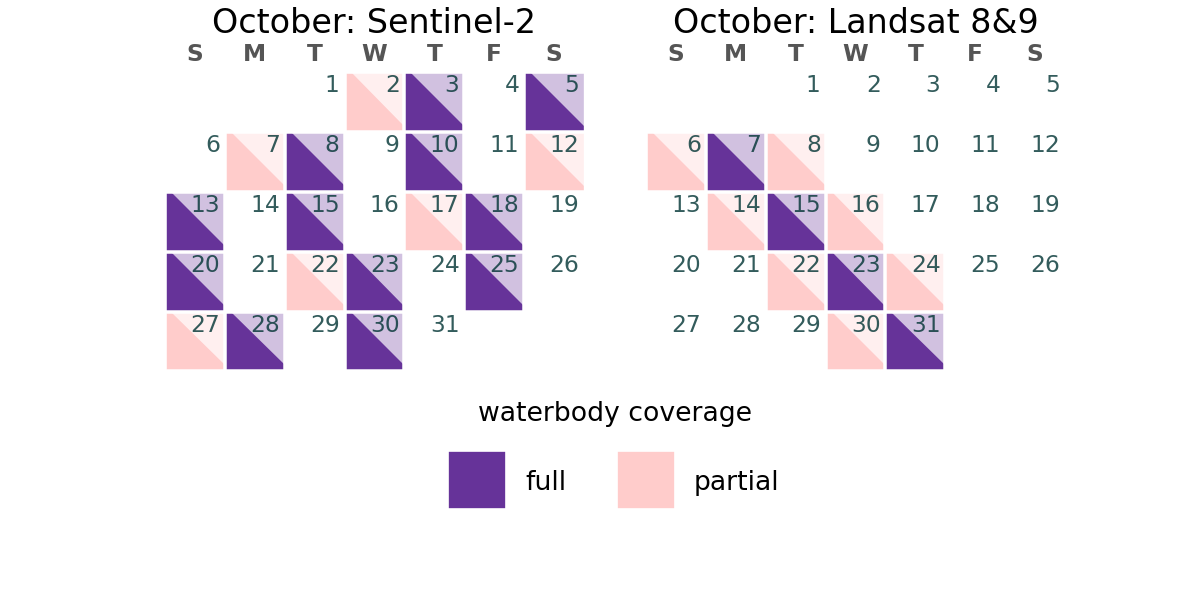 October: Sentinel-2
S M T W T F S
1 2 3 4 5
6 7 8 9 10 11 12
13 14 15 16 17 18 19
20 21 22 23 24 25 26
27 28 29 30 31
October: Landsat 8&9
S M T W T F S
1 2 3 4 5
6 7 8 9 10 11 12
13 14 15 16 17 18 19
20 21 22 23 24 25 26
27 28 29 30 31
waterbody coverage
full partial